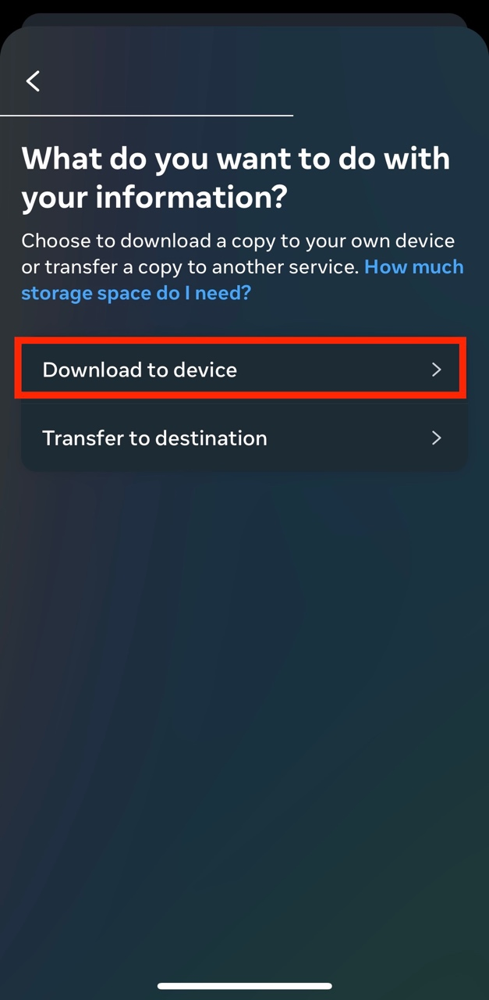 What do you want to do with
your information?
Choose to download a copy to your own device
or transfer a copy to another service. How much
storage space do I need?
Download to device
Transfer to destination